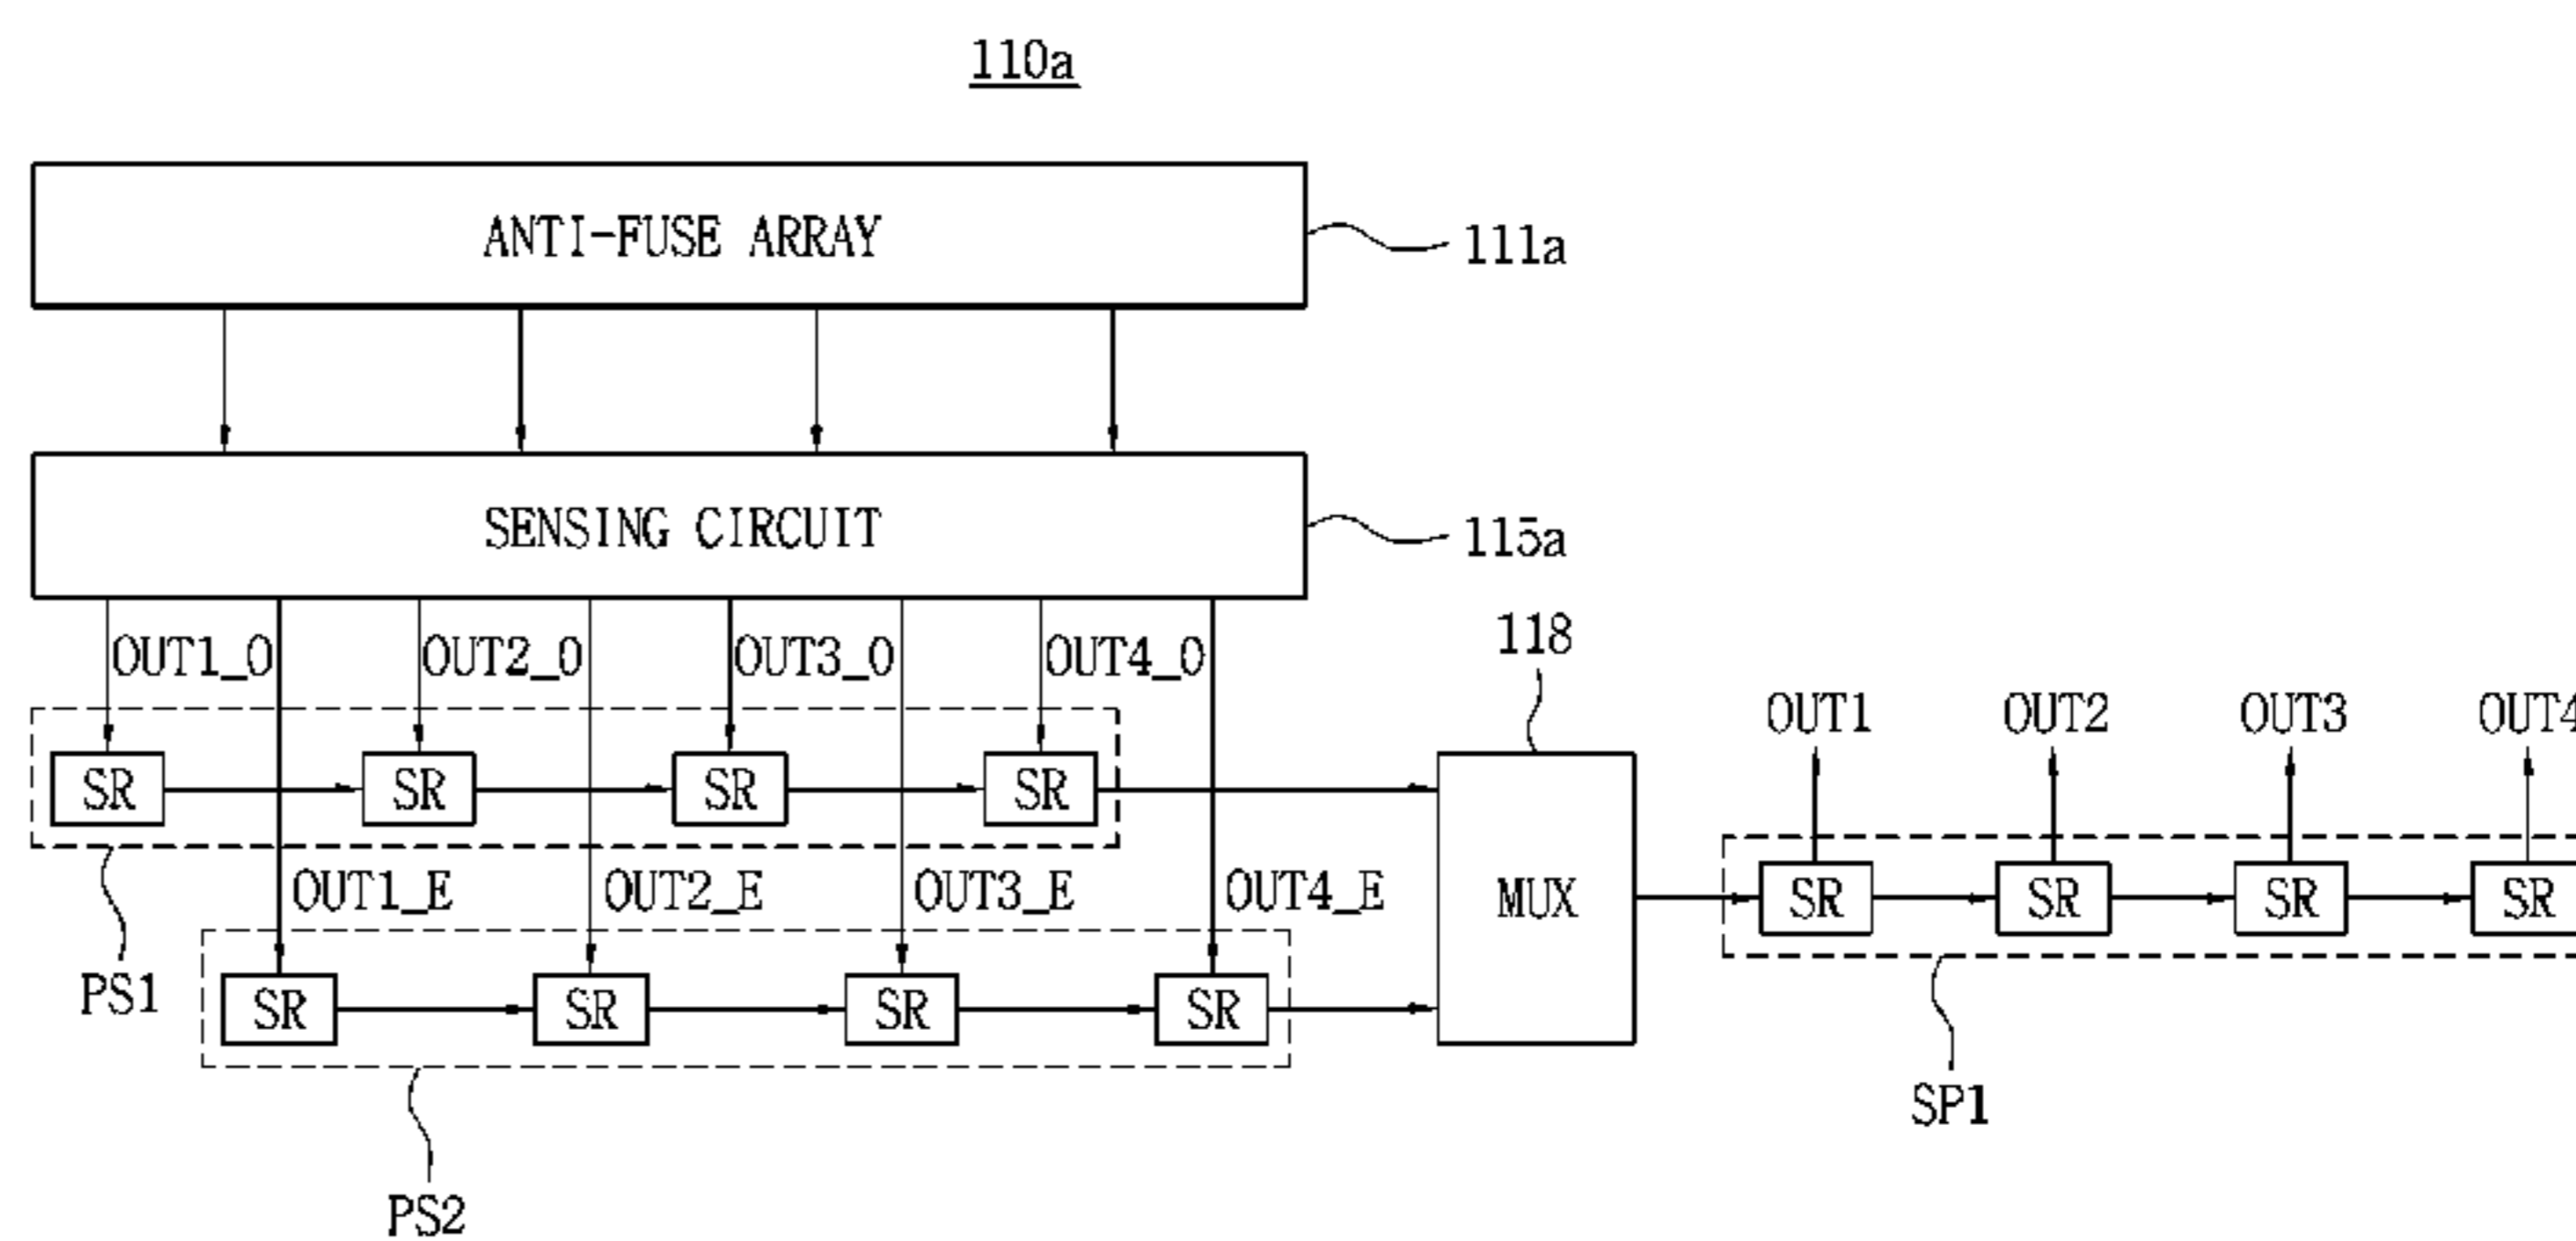 110a
ANTI-FUSE ARRAY
111a
SENSING CIRCUIT
115a
118
OUT1_O OUT2_O OUT3_O OUT4_O
OUT1 OUT2 OUT3 OUT4
SR SR SR SR
OUT1_E OUT2_E OUT3_E OUT4_E
MUX
SR SR SR SR
PS1
SR SR SR SR
SP1
PS2